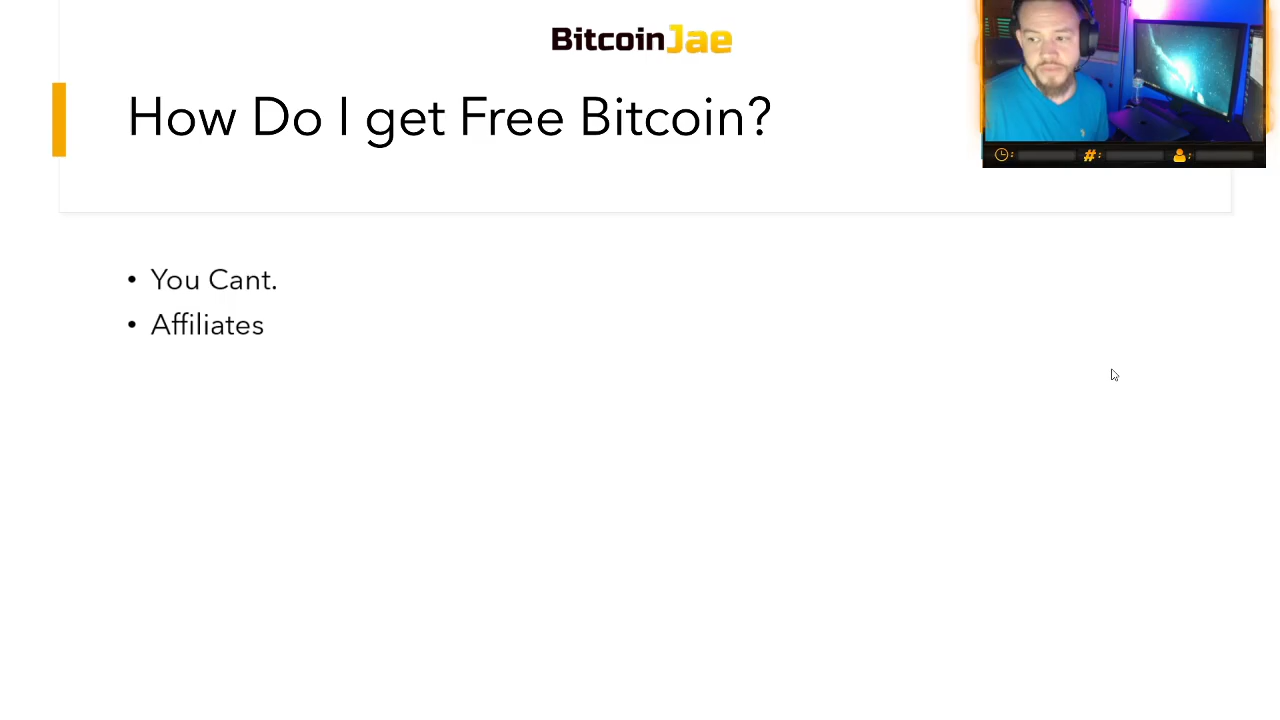 BitcoinJae
How Do I get Free Bitcoin?
• You Cant.
• Affiliates
#: